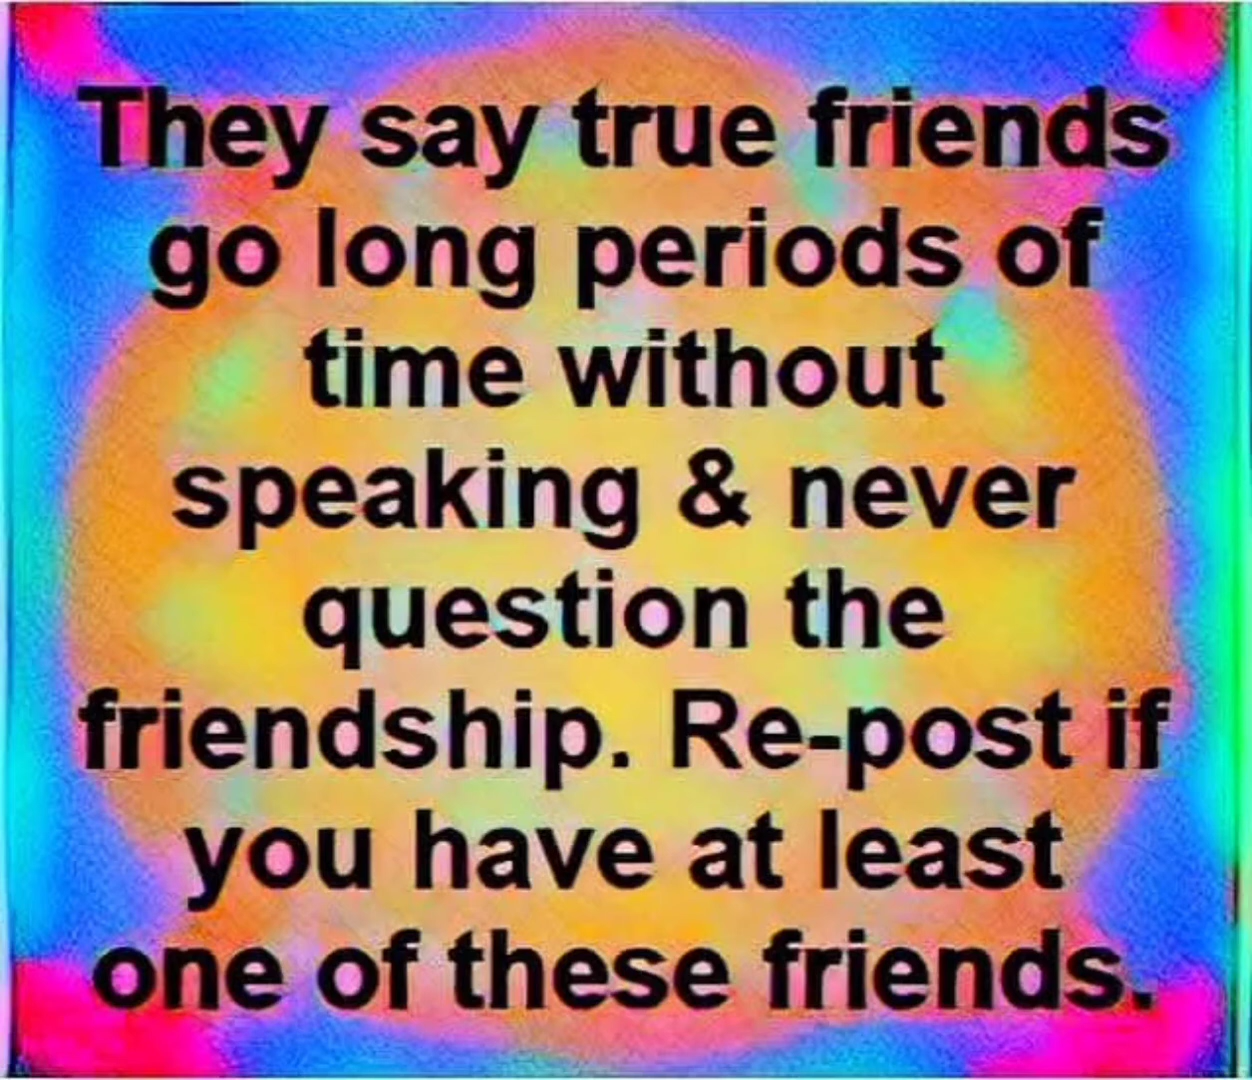 They say true friends
go long periods of
time without
speaking & never
question the
friendship. Re-post if
you have at least
one of these friends.